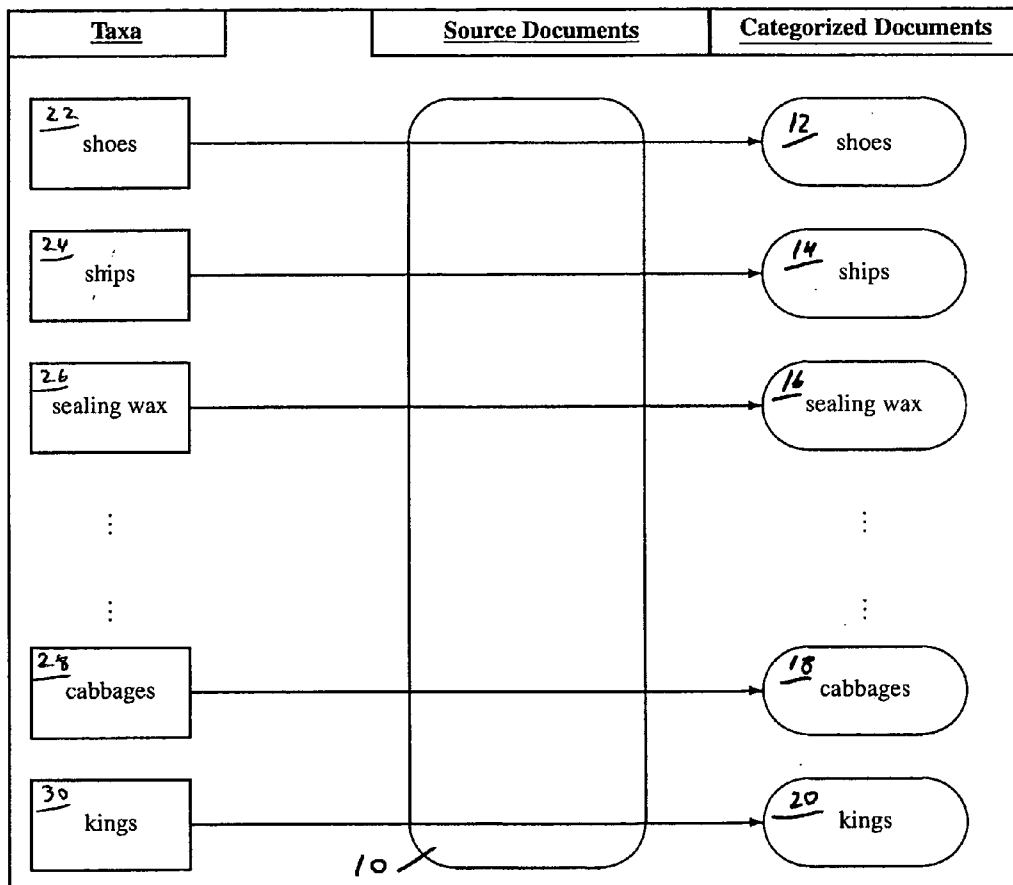 Taxa Source Documents Categorized Documents
22 12
shoes shoes
24 14
ships ships
26 16
sealing wax sealing wax
⋮ ⋮
⋮ ⋮
28 18
cabbages cabbages
30 20
kings kings
10